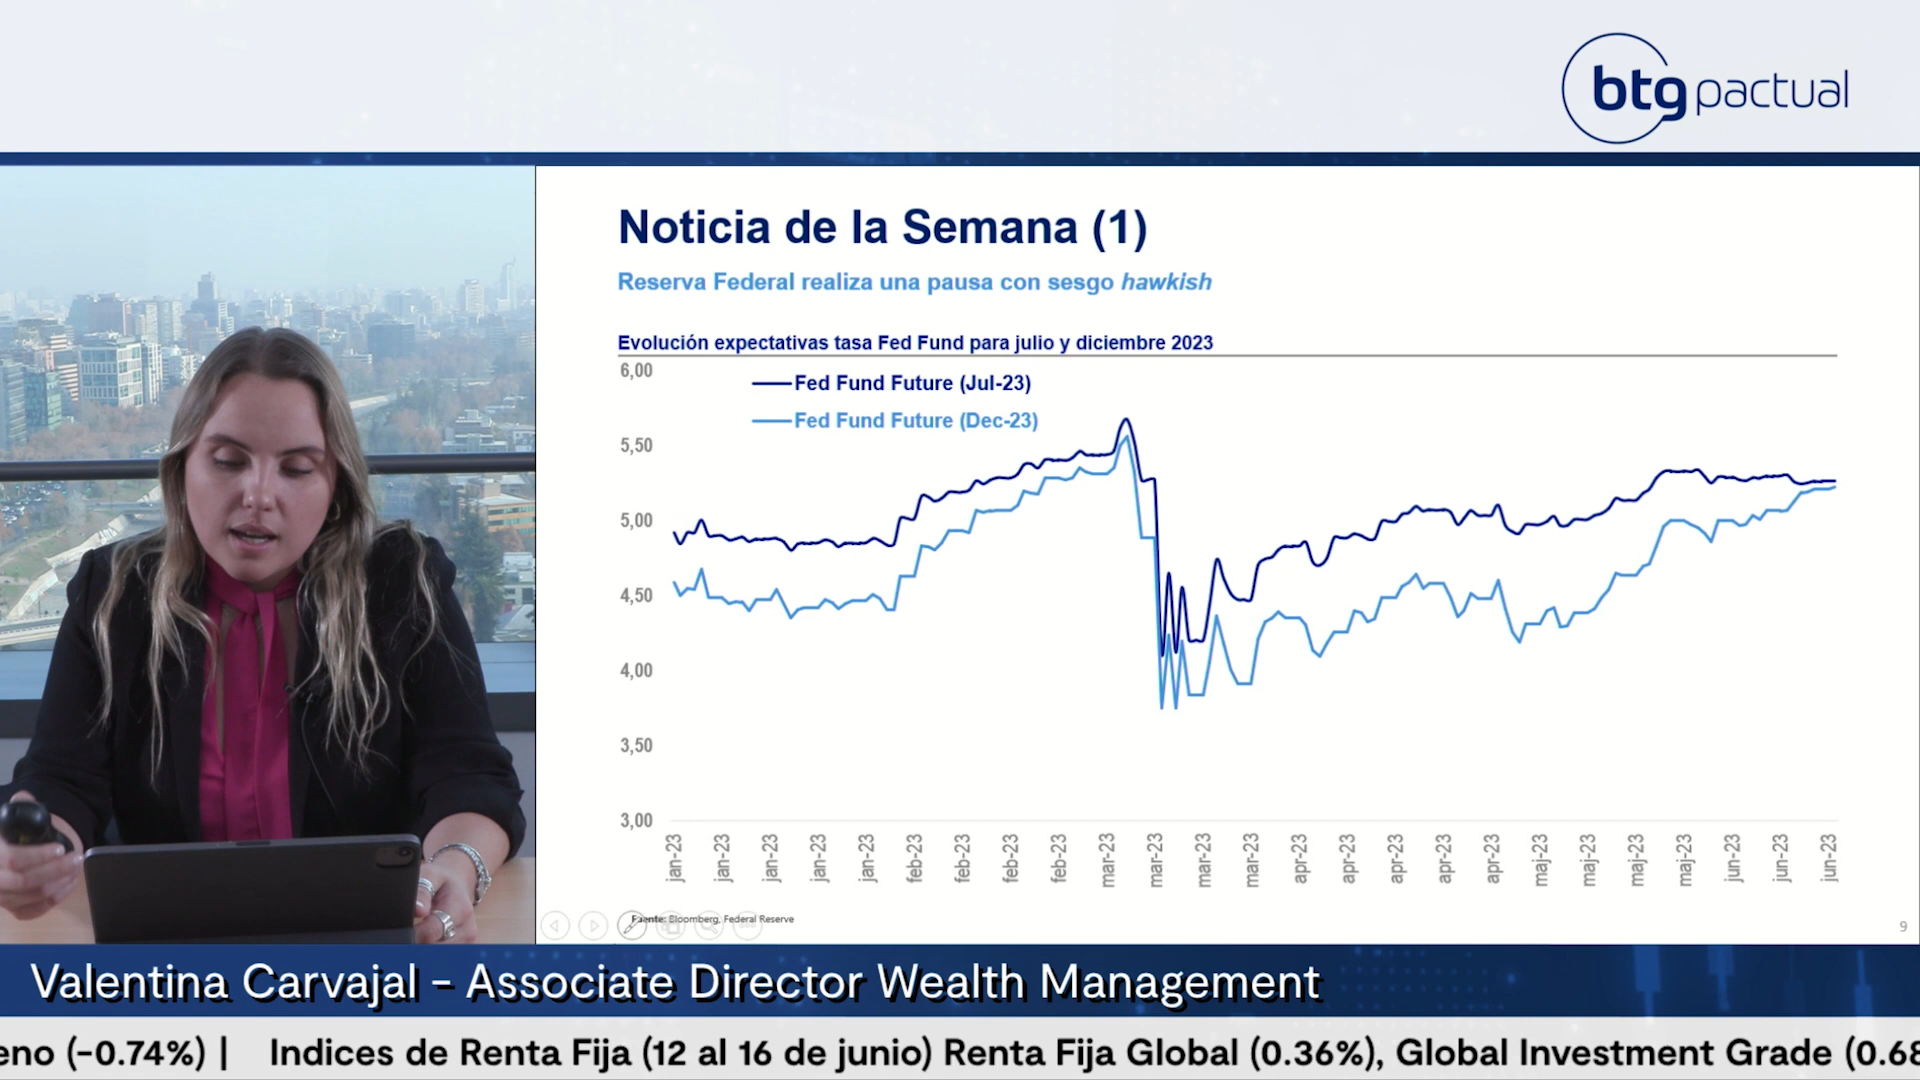 btg pactual
Noticia de la Semana (1)
Reserva Federal realiza una pausa con sesgo hawkish
Evolución expectativas tasa Fed Fund para julio y diciembre 2023
6,00
5,50
5,00
4,50
4,00
3,50
3,00
Fed Fund Future (Jul-23)
Fed Fund Future (Dec-23)
jan-23 jan-23 jan-23 jan-23 jan-23 feb-23 feb-23 feb-23 feb-23 mar-23 mar-23 mar-23 mar-23 apr-23 apr-23 apr-23 apr-23 apr-23 maj-23 maj-23 maj-23 maj-23 jun-23 jun-23 jun-23
Fuente: Bloomberg, Federal Reserve
9
Valentina Carvajal – Associate Director Wealth Management
eno (-0.74%) | Indices de Renta Fija (12 al 16 de junio) Renta Fija Global (0.36%), Global Investment Grade (0.68